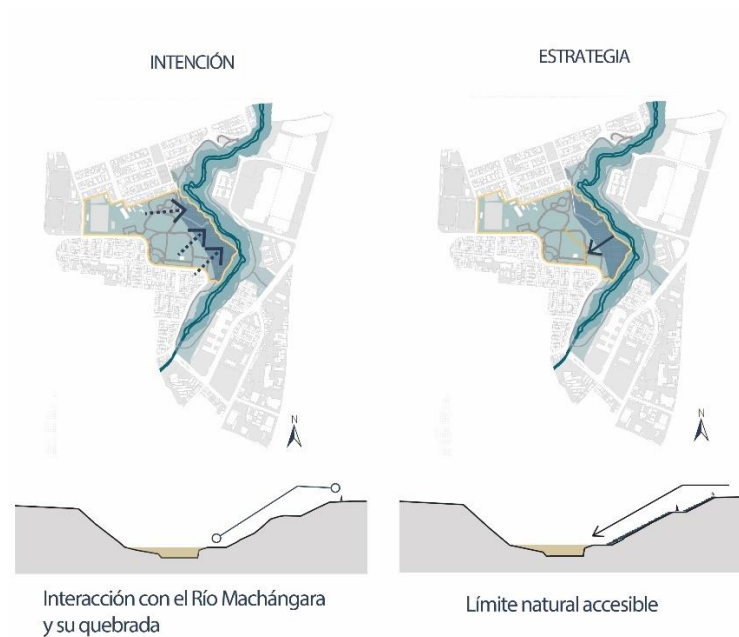 INTENCIÓN
ESTRATEGIA
N
N
Interacción con el Río Machángara
y su quebrada
Límite natural accesible